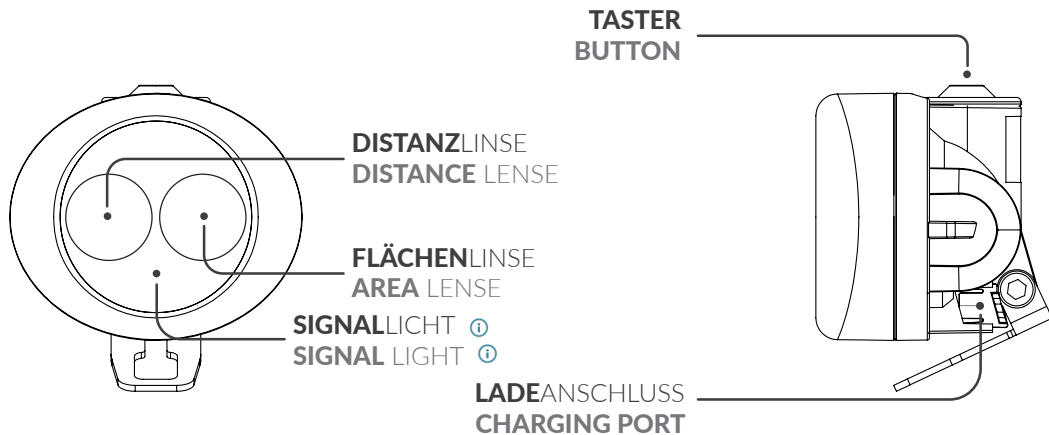 TASTER
BUTTON
DISTANZLINSE
DISTANCE LENSE
FLÄCHENLINSE
AREA LENSE
SIGNALLICHT
SIGNAL LIGHT
LADEANSCHLUSS
CHARGING PORT